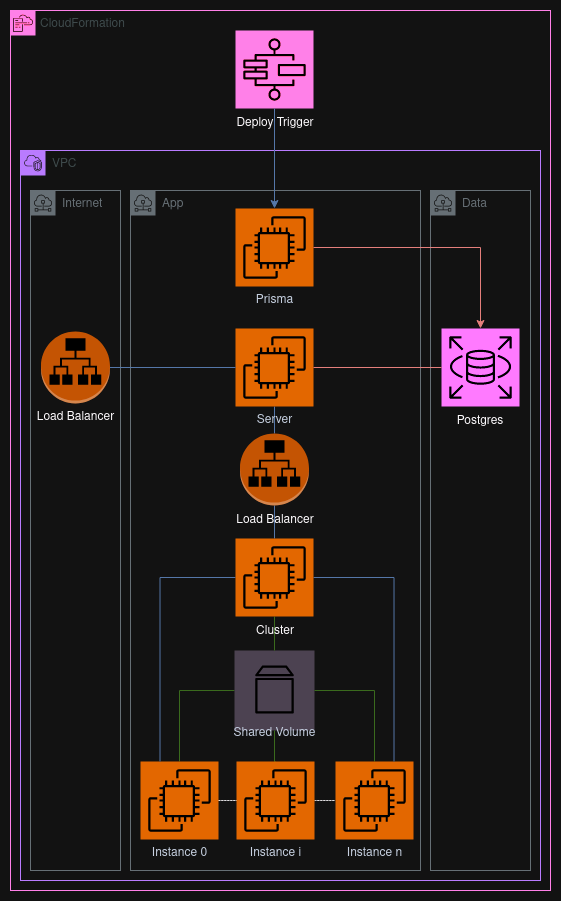 CloudFormation
Deploy Trigger
VPC
Internet
App
Data
Prisma
Load Balancer
Server
Postgres
Load Balancer
Cluster
Shared Volume
Instance 0
Instance i
Instance n